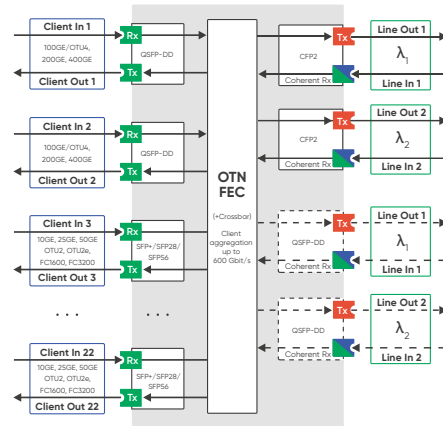 Client In 1
100GE/OTU4,
200GE, 400GE
Client Out 1
Rx
Tx
QSFP-DD
Client In 2
100GE/OTU4,
200GE, 400GE
Client Out 2
Rx
Tx
QSFP-DD
Client In 3
10GE, 25GE, 50GE
OTU2, OTU2e,
FC1600, FC3200
Client Out 3
Rx
Tx
SFP+/SFP28/
SFP56
. . .
. . .
Client In 22
10GE, 25GE, 50GE
OTU2, OTU2e,
FC1600, FC3200
Client Out 22
Rx
Tx
SFP+/SFP28/
SFP56
OTN
FEC
(+Crossbar)
Client
aggregation
up to
600 Gbit/s
CFP2
Coherent Rx
Tx
Line Out 1
λ1
Line In 1
CFP2
Coherent Rx
Tx
Line Out 2
λ2
Line In 2
QSFP-DD
Coherent Rx
Tx
Line Out 1
λ1
Line In 1
QSFP-DD
Coherent Rx
Tx
Line Out 2
λ2
Line In 2